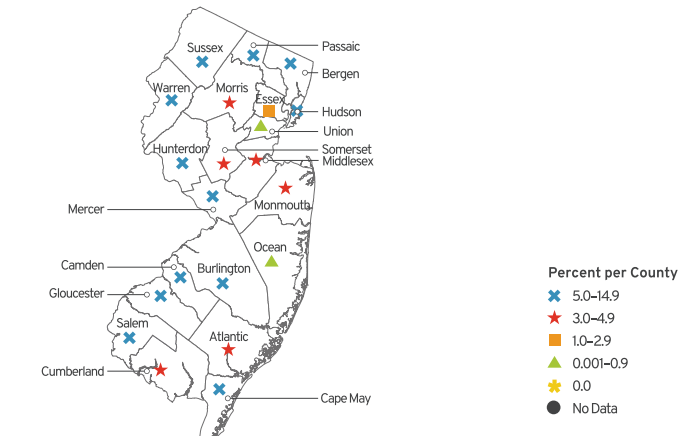 Passaic
Sussex
Bergen
Warren
Morris
Essex
Hudson
Union
Hunterdon
Somerset
Middlesex
Monmouth
Mercer
Ocean
Camden
Burlington
Gloucester
Salem
Atlantic
Cumberland
Cape May
Percent per County
5.0–14.9
3.0–4.9
1.0–2.9
0.001–0.9
0.0
No Data